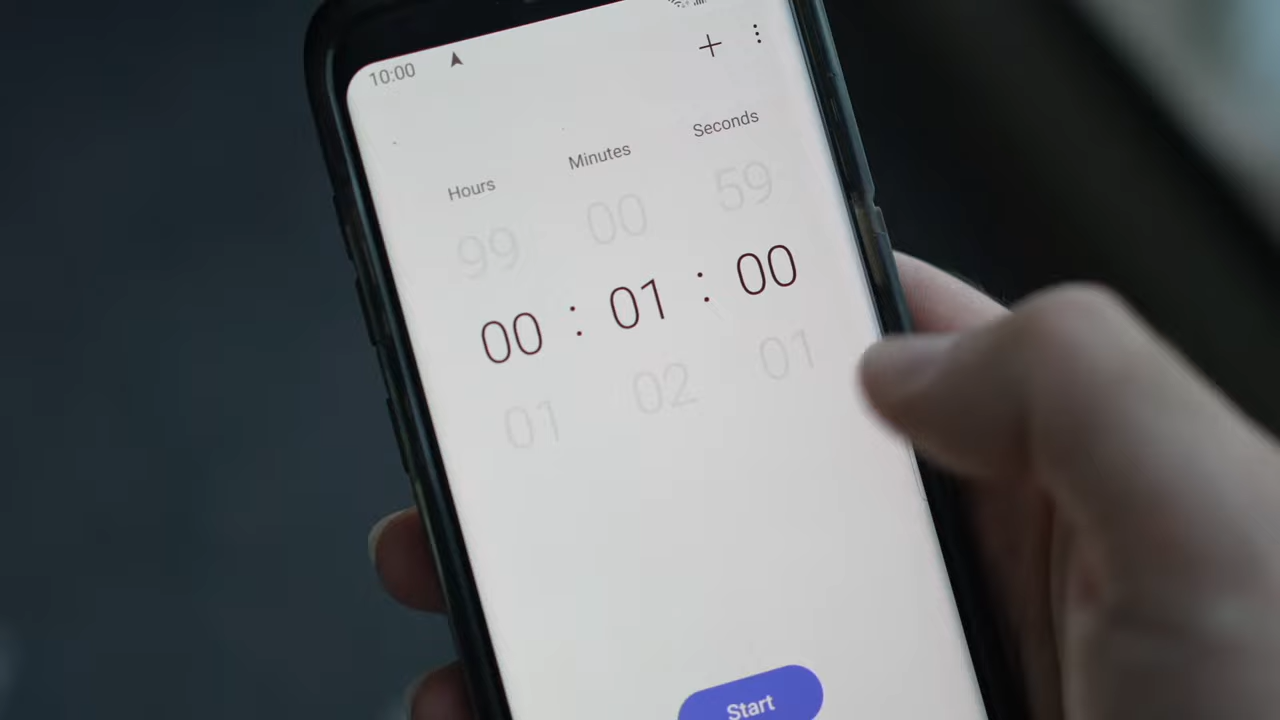 10:00
Hours Minutes Seconds
99 00 59
00 : 01 : 00
01 02 01
Start